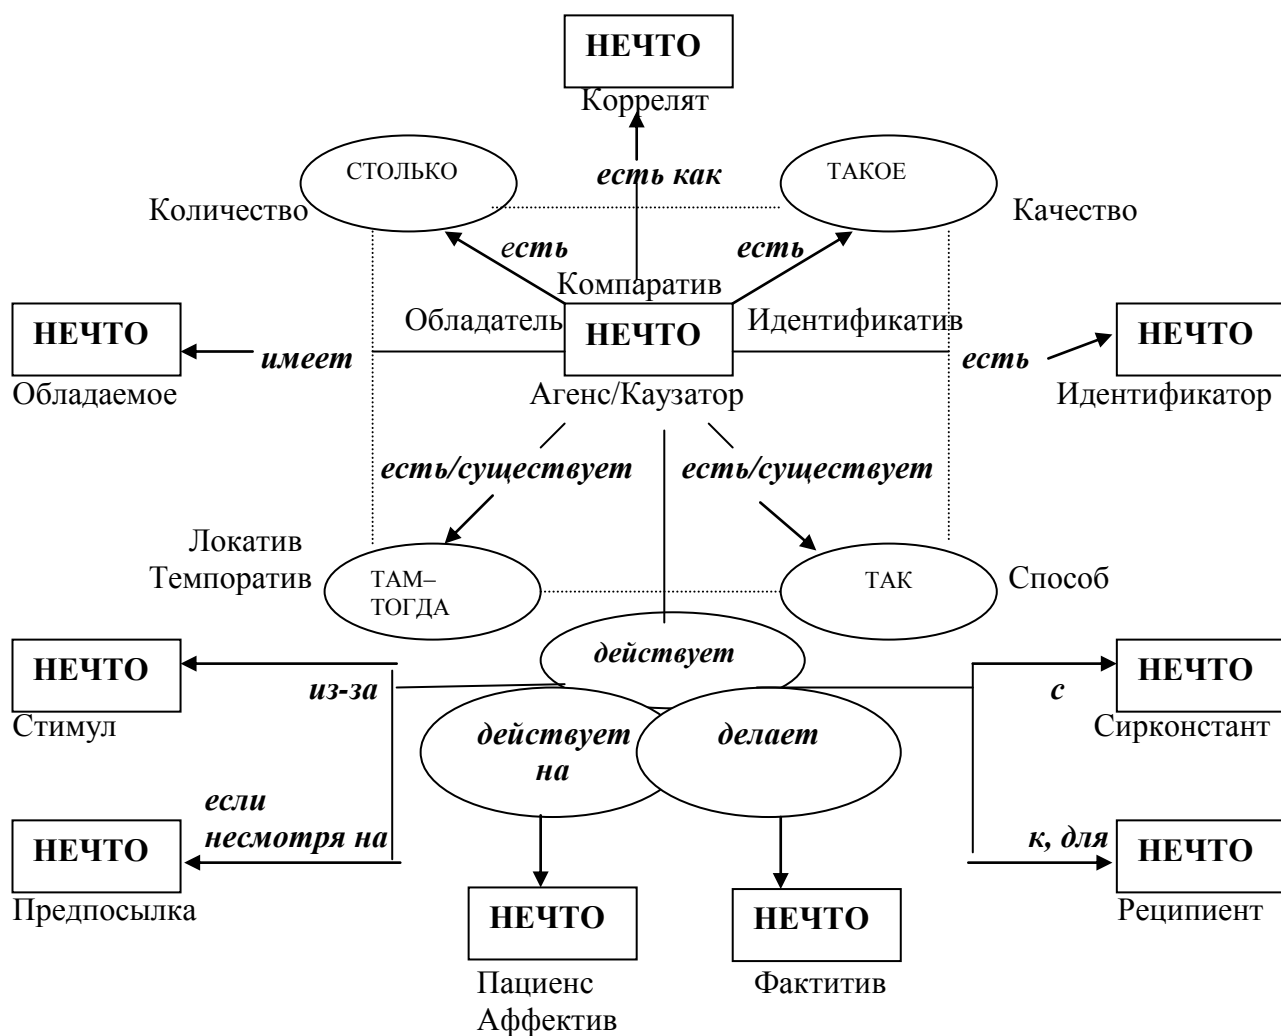 НЕЧТО
Коррелят
СТОЛЬКО
есть как
ТАКОЕ
Количество
Качество
есть
есть
Компаратив
НЕЧТО
Обладатель
НЕЧТО
Идентификатив
НЕЧТО
имеет
есть
Обладаемое
Агенс/Каузатор
Идентификатор
есть/существует
есть/существует
Локатив
Темпоратив
ТАМ–
ТОГДА
ТАК
Способ
НЕЧТО
действует
НЕЧТО
из-за
с
Стимул
действует
на
делает
Сирконстант
если
несмотря на
НЕЧТО
к, для
НЕЧТО
Предпосылка
НЕЧТО
НЕЧТО
Реципиент
Пациенс
Аффектив
Фактитив